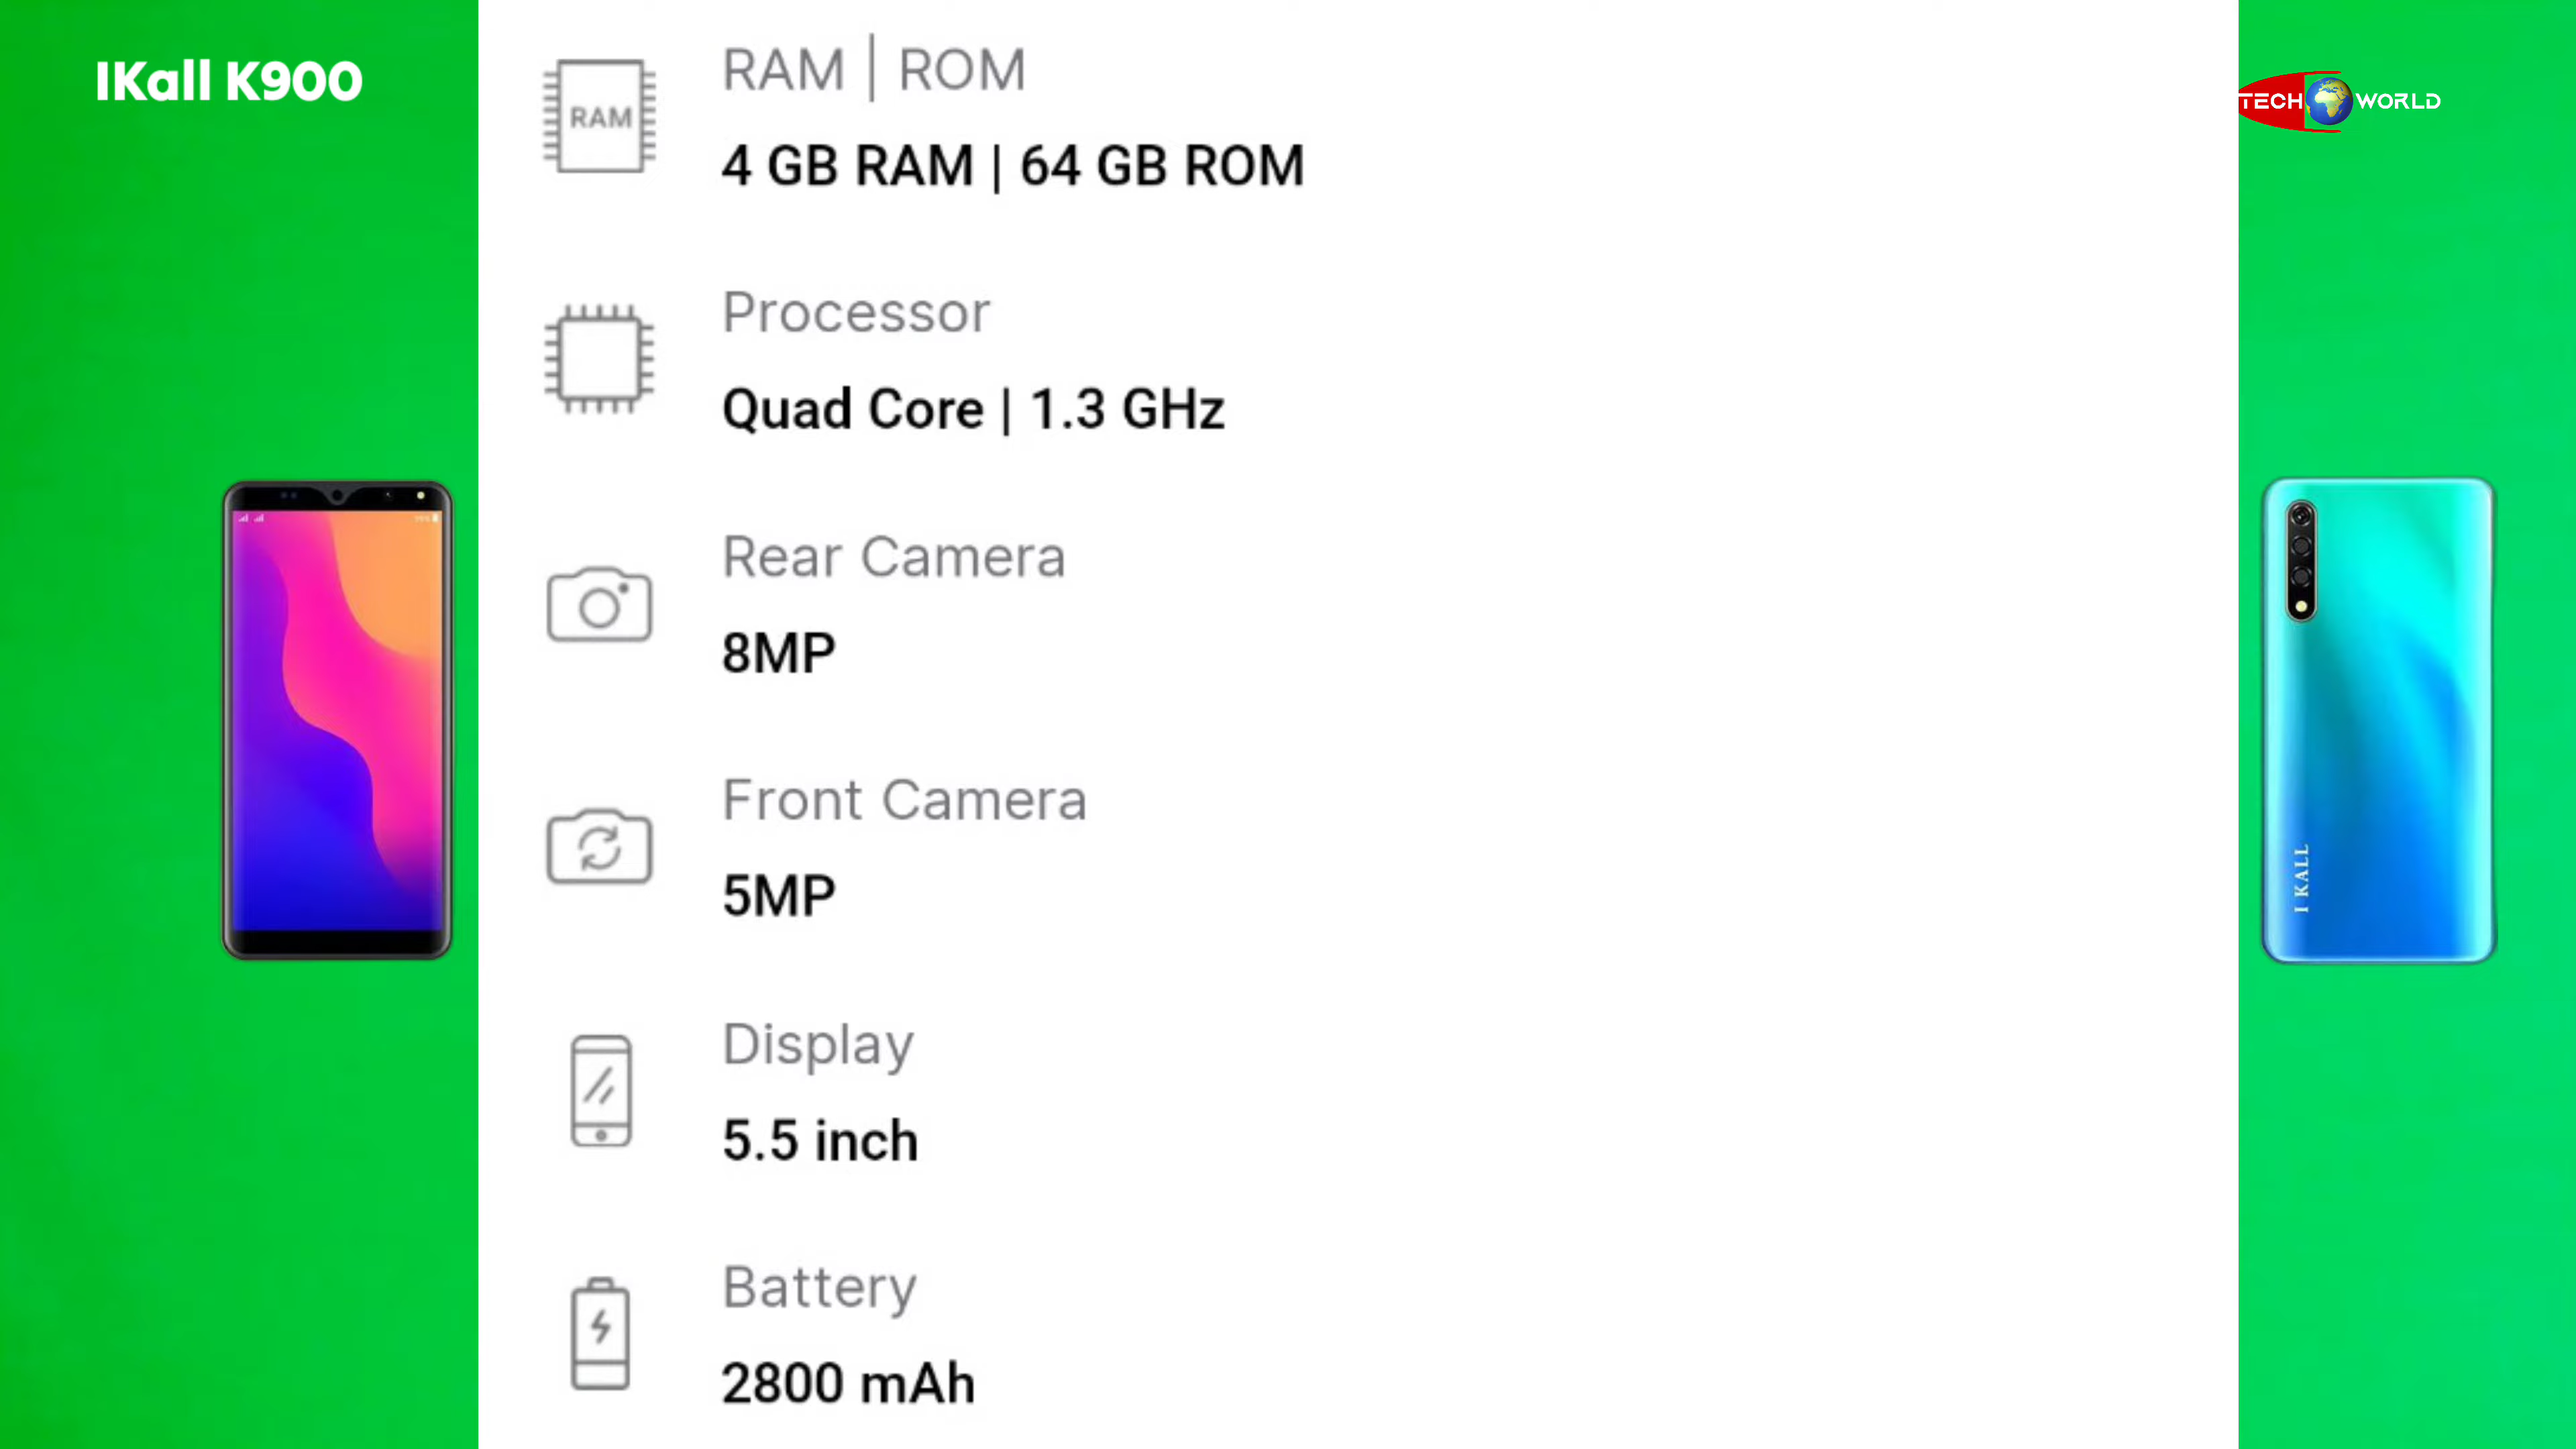 IKall K900
TECH WORLD
RAM | ROM
RAM
4 GB RAM | 64 GB ROM
Processor
Quad Core | 1.3 GHz
Rear Camera
8MP
Front Camera
5MP
Display
5.5 inch
Battery
2800 mAh
I KALL